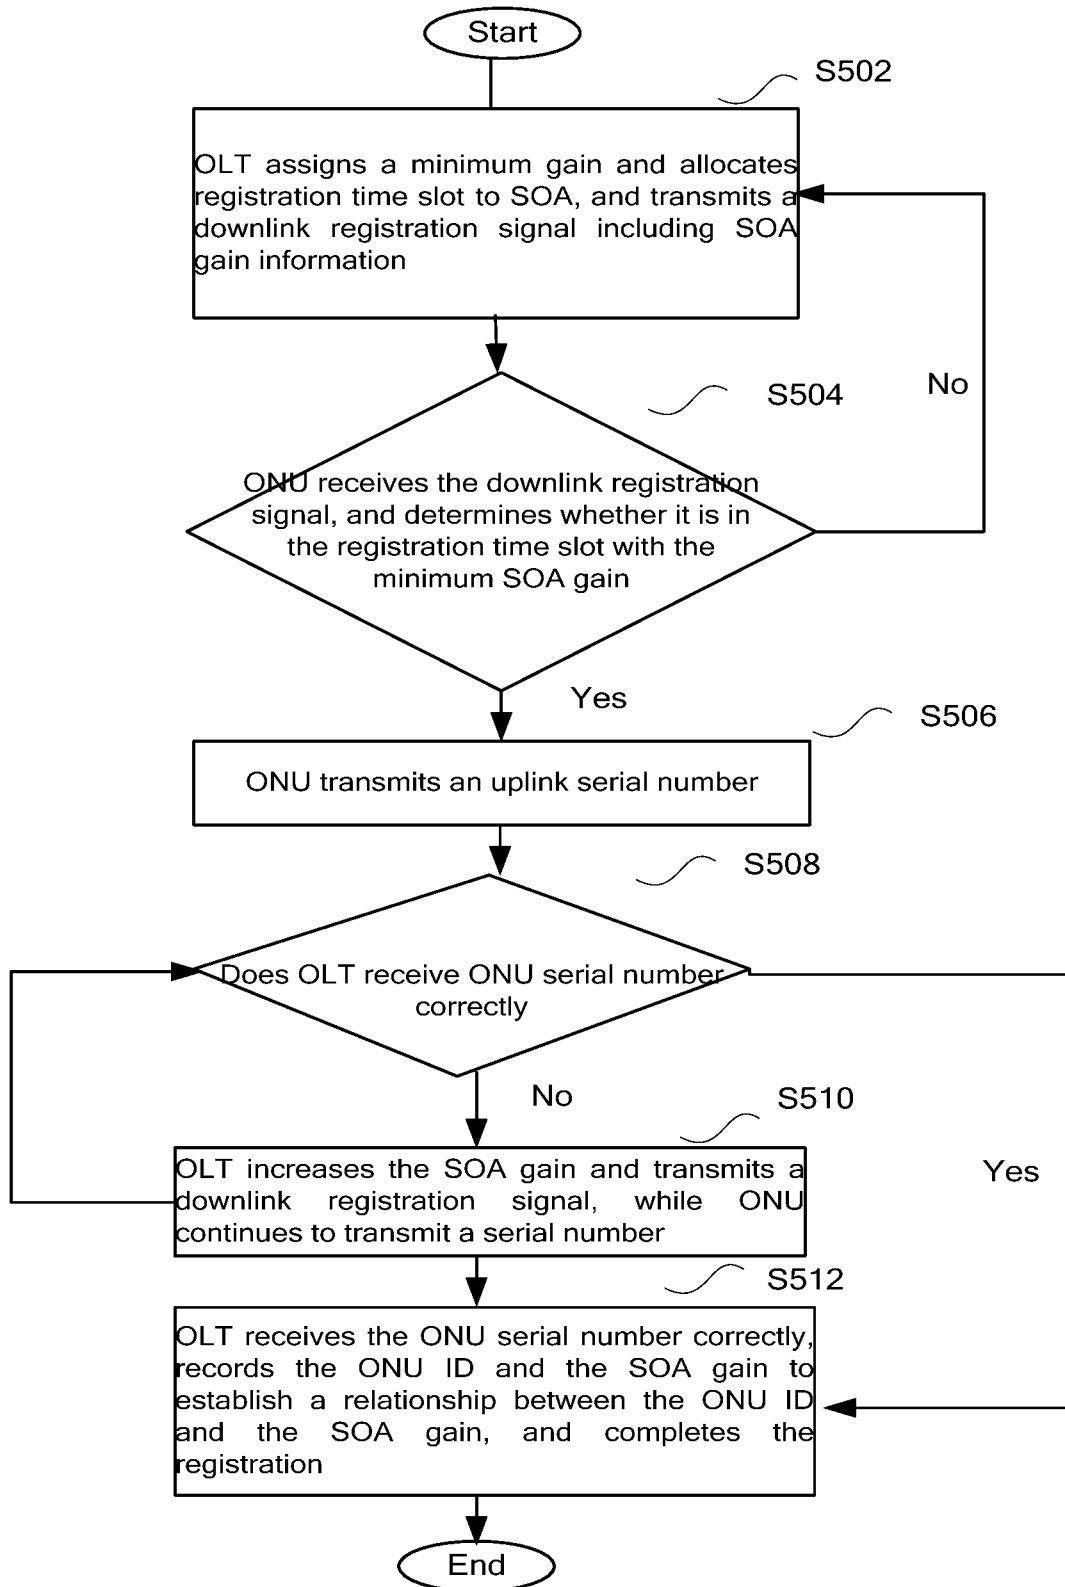 Start
S502
OLT assigns a minimum gain and allocates
registration time slot to SOA, and transmits a
downlink registration signal including SOA
gain information
S504
No
ONU receives the downlink registration
signal, and determines whether it is in
the registration time slot with the
minimum SOA gain
Yes
S506
ONU transmits an uplink serial number
S508
Does OLT receive ONU serial number
correctly
No
S510
Yes
OLT increases the SOA gain and transmits a
downlink registration signal, while ONU
continues to transmit a serial number
S512
OLT receives the ONU serial number correctly,
records the ONU ID and the SOA gain to
establish a relationship between the ONU ID
and the SOA gain, and completes the
registration
End